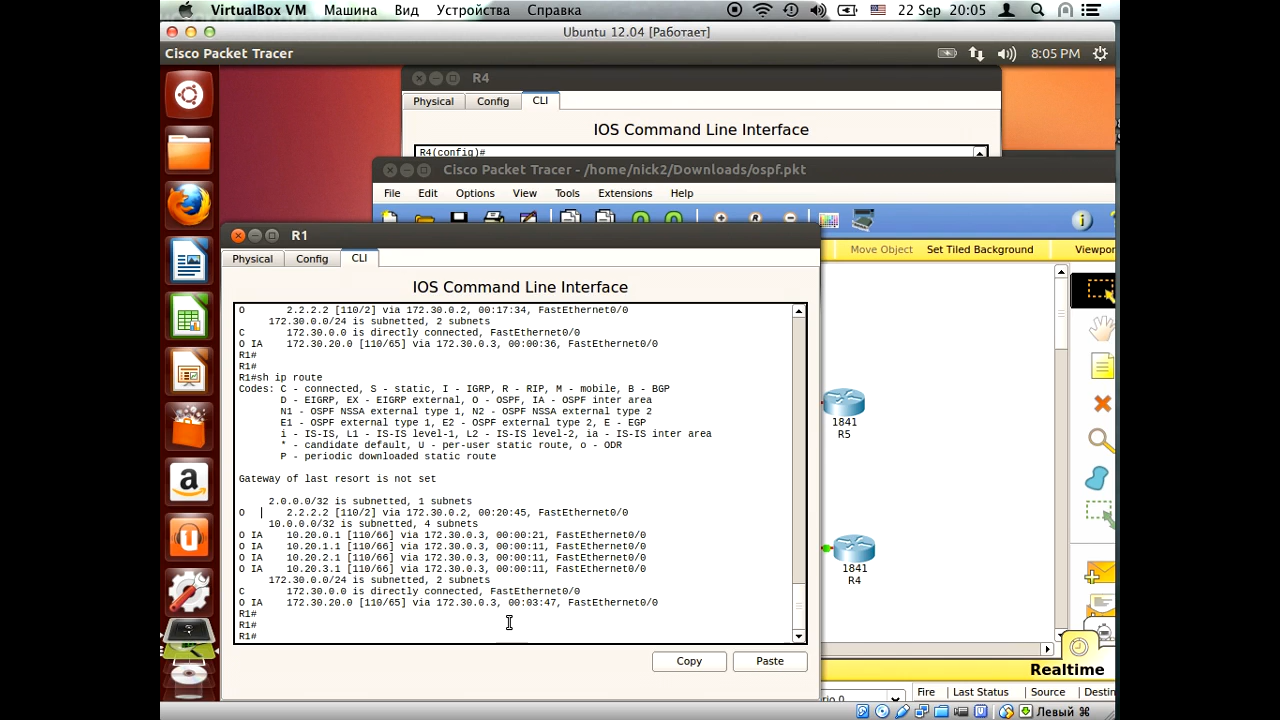 VirtualBox VM Машина Вид Устройства Справка 22 Sep 20:05
Ubuntu 12.04 [Работает]
Cisco Packet Tracer 8:05 PM
R4
Physical Config CLI
IOS Command Line Interface
R4(config)#
Cisco Packet Tracer - /home/nick2/Downloads/ospf.pkt
File Edit Options View Tools Extensions Help
R1
Move Object Set Tiled Background Viewpor
Physical Config CLI
IOS Command Line Interface
O 2.2.2.2 [110/2] via 172.30.0.2, 00:17:34, FastEthernet0/0
172.30.0.0/24 is subnetted, 2 subnets
C 172.30.0.0 is directly connected, FastEthernet0/0
O IA 172.30.20.0 [110/65] via 172.30.0.3, 00:00:36, FastEthernet0/0
R1#
R1#
R1#sh ip route
Codes: C - connected, S - static, I - IGRP, R - RIP, M - mobile, B - BGP
D - EIGRP, EX - EIGRP external, O - OSPF, IA - OSPF inter area
N1 - OSPF NSSA external type 1, N2 - OSPF NSSA external type 2
E1 - OSPF external type 1, E2 - OSPF external type 2, E - EGP
i - IS-IS, L1 - IS-IS level-1, L2 - IS-IS level-2, ia - IS-IS inter area
* - candidate default, U - per-user static route, o - ODR
P - periodic downloaded static route
Gateway of last resort is not set
2.0.0.0/32 is subnetted, 1 subnets
O 2.2.2.2 [110/2] via 172.30.0.2, 00:20:45, FastEthernet0/0
10.0.0.0/32 is subnetted, 4 subnets
O IA 10.20.0.1 [110/66] via 172.30.0.3, 00:00:21, FastEthernet0/0
O IA 10.20.1.1 [110/66] via 172.30.0.3, 00:00:11, FastEthernet0/0
O IA 10.20.2.1 [110/66] via 172.30.0.3, 00:00:11, FastEthernet0/0
O IA 10.20.3.1 [110/66] via 172.30.0.3, 00:00:11, FastEthernet0/0
172.30.0.0/24 is subnetted, 2 subnets
C 172.30.0.0 is directly connected, FastEthernet0/0
O IA 172.30.20.0 [110/65] via 172.30.0.3, 00:03:47, FastEthernet0/0
R1#
R1#
R1#
Copy Paste
1841
R5
1841
R4
Realtime
Fire Last Status Source Destin
Левый ⌘